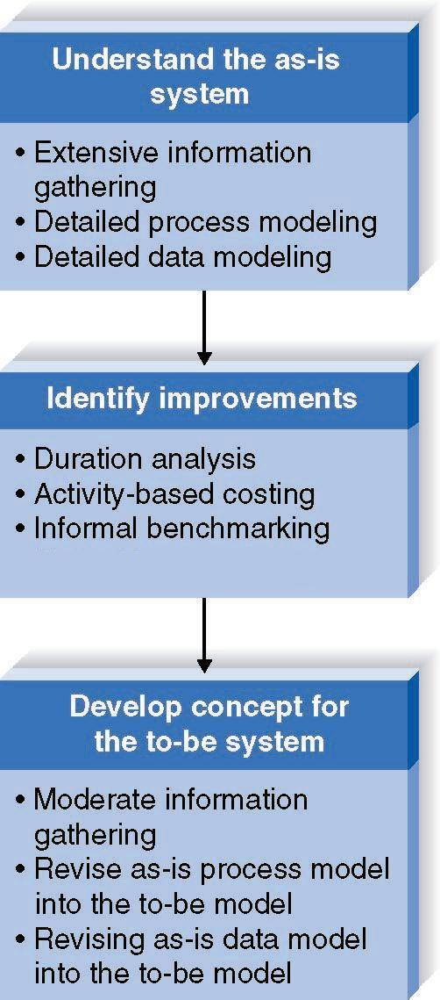 Understand the as-is
system
• Extensive information
gathering
• Detailed process modeling
• Detailed data modeling
Identify improvements
• Duration analysis
• Activity-based costing
• Informal benchmarking
Develop concept for
the to-be system
• Moderate information
gathering
• Revise as-is process model
into the to-be model
• Revising as-is data model
into the to-be model